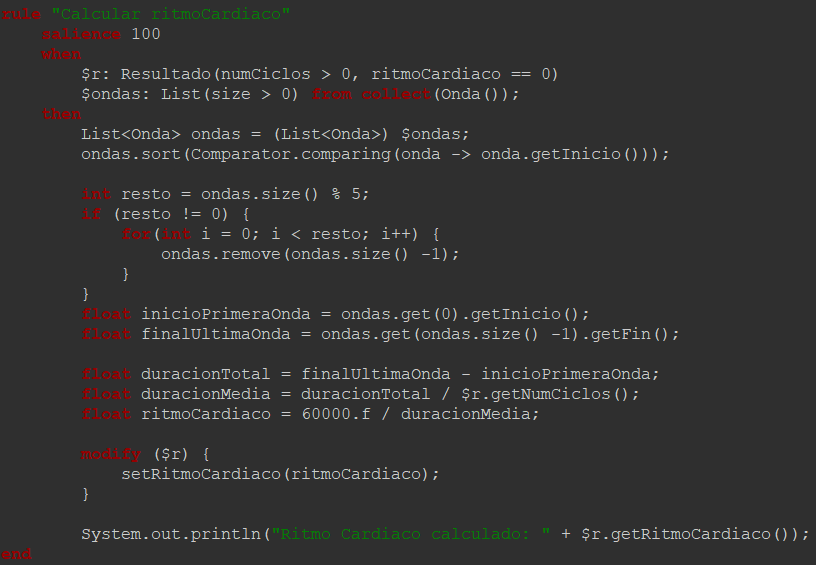 rule "Calcular ritmoCardiaco"
    salience 100
    when
        $r: Resultado(numCiclos > 0, ritmoCardiaco == 0)
        $ondas: List(size > 0) from collect(Onda());
    then
        List<Onda> ondas = (List<Onda>) $ondas;
        ondas.sort(Comparator.comparing(onda -> onda.getInicio()));

        int resto = ondas.size() % 5;
        if (resto != 0) {
            for(int i = 0; i < resto; i++) {
                ondas.remove(ondas.size() -1);
            }
        }
        float inicioPrimeraOnda = ondas.get(0).getInicio();
        float finalUltimaOnda = ondas.get(ondas.size() -1).getFin();

        float duracionTotal = finalUltimaOnda - inicioPrimeraOnda;
        float duracionMedia = duracionTotal / $r.getNumCiclos();
        float ritmoCardiaco = 60000.f / duracionMedia;

        modify ($r) {
            setRitmoCardiaco(ritmoCardiaco);
        }

        System.out.println("Ritmo Cardiaco calculado: " + $r.getRitmoCardiaco());
end